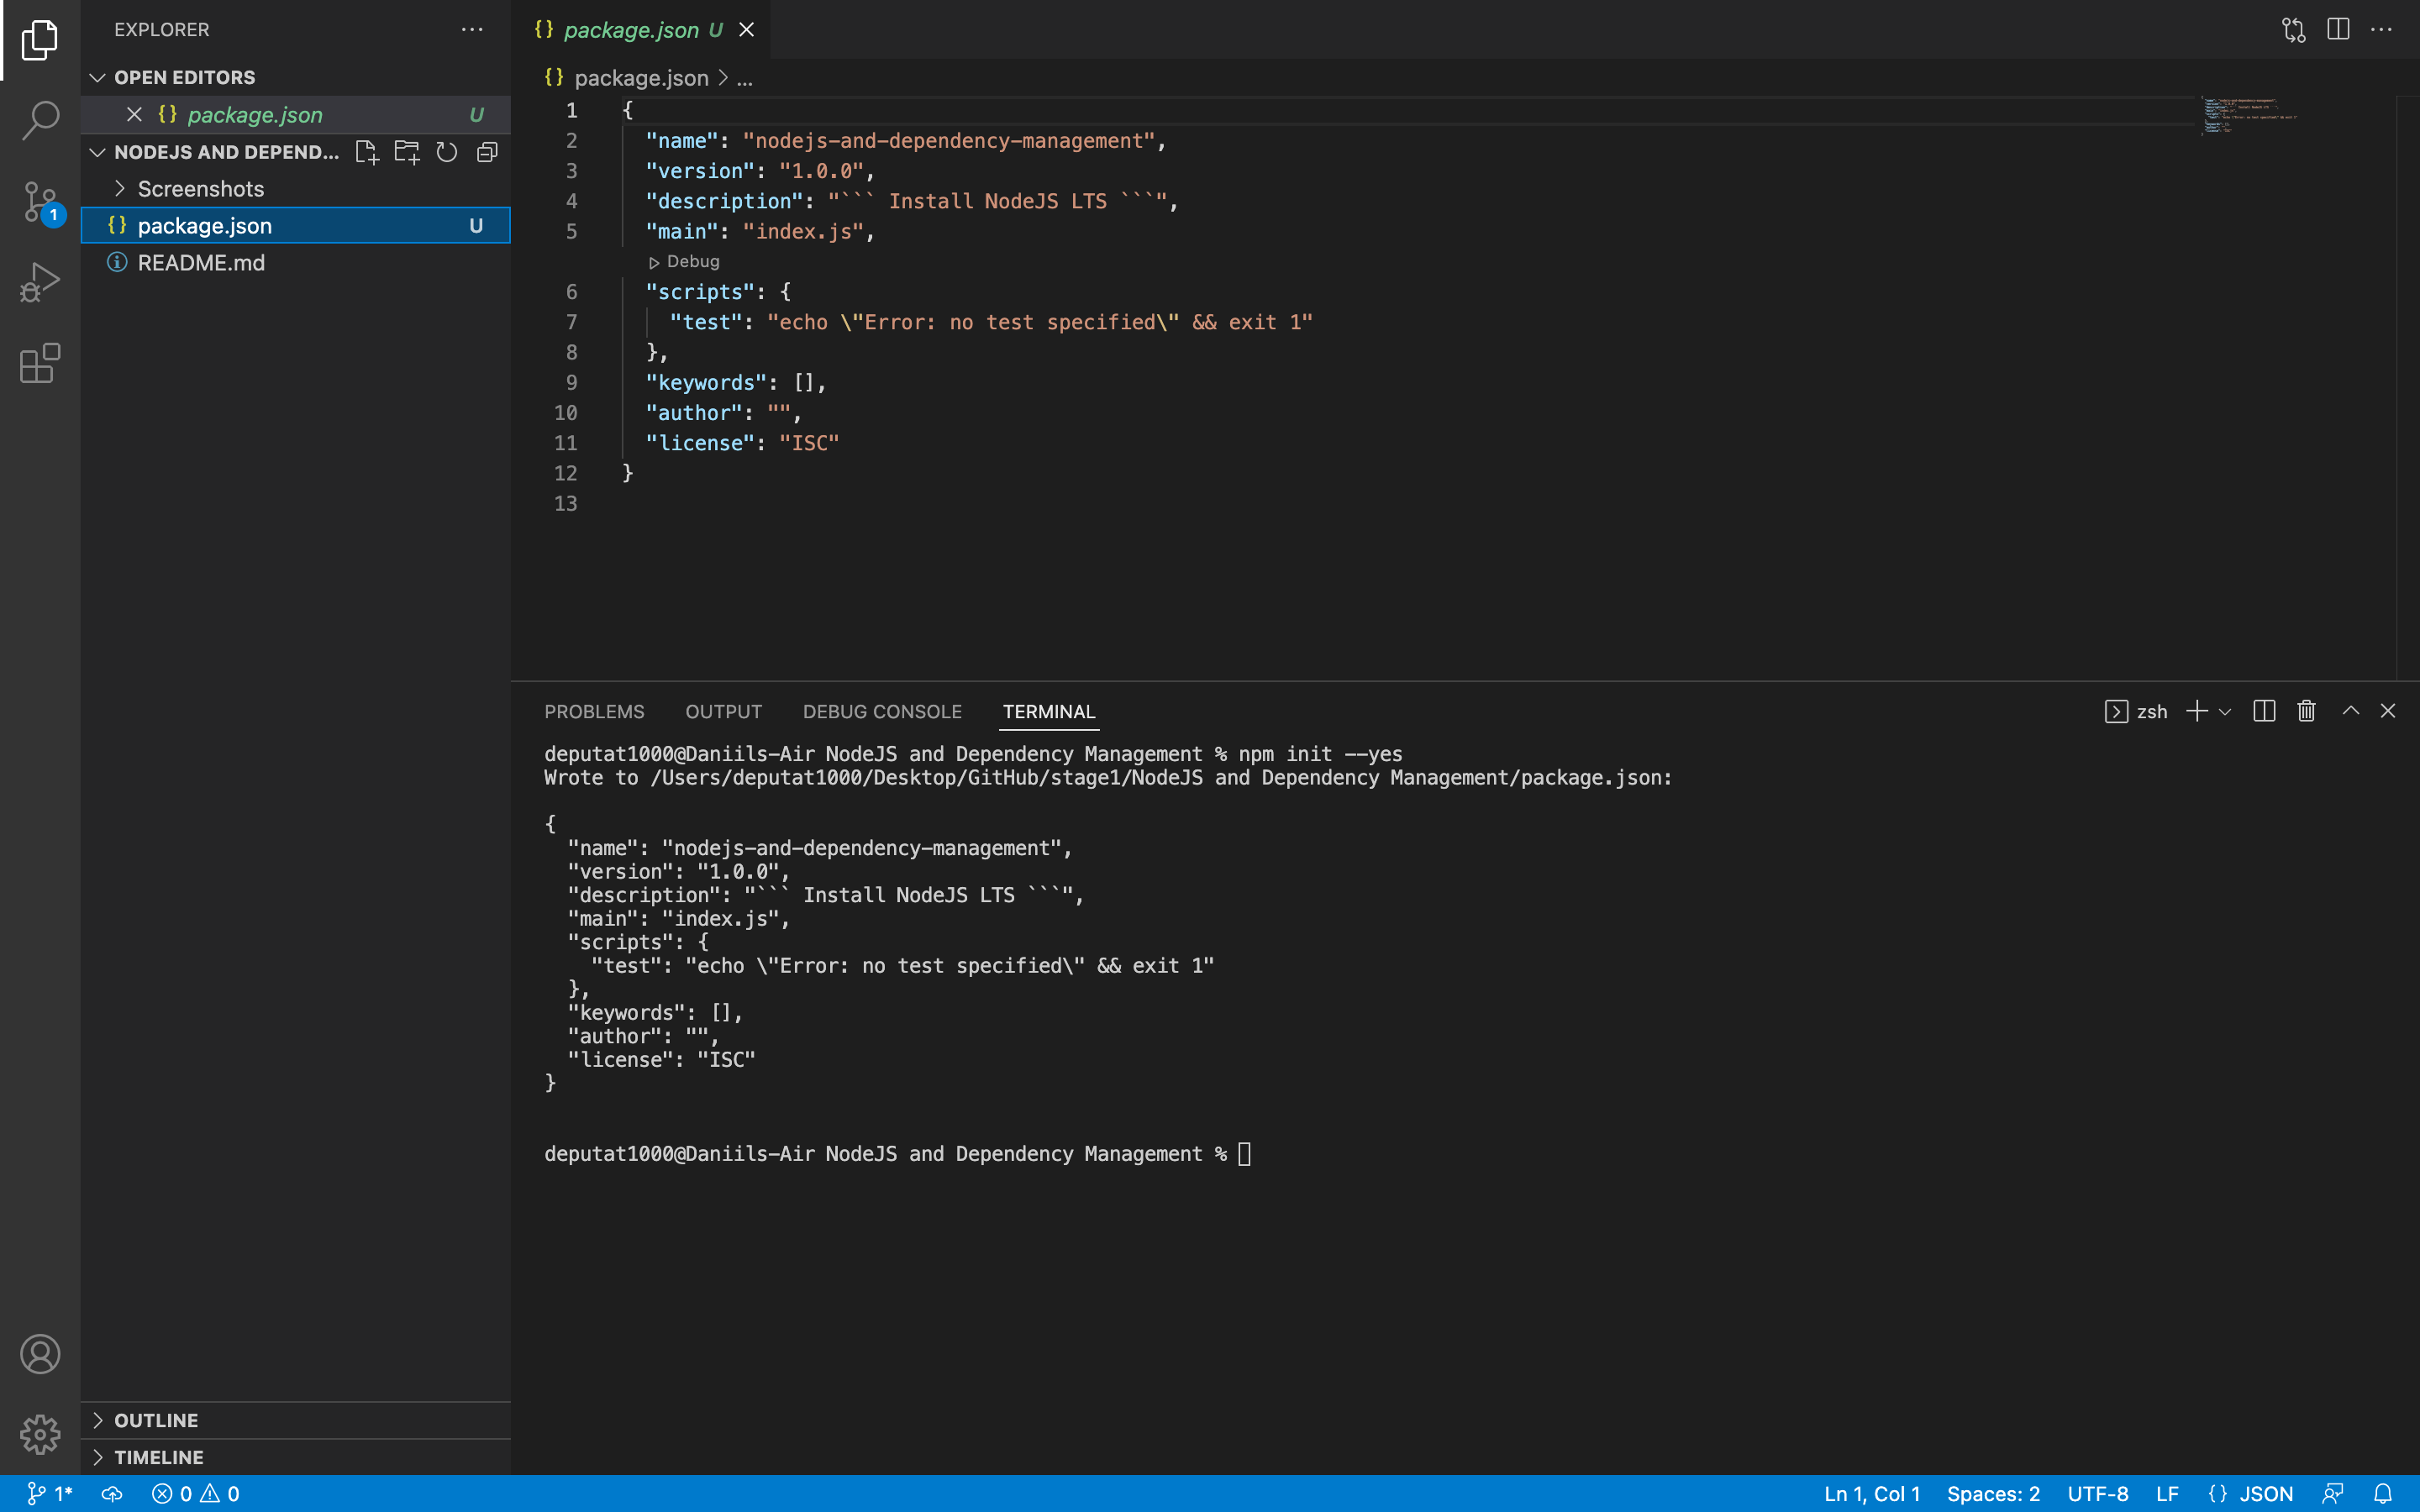 EXPLORER
OPEN EDITORS
package.json U
NODEJS AND DEPEND...
Screenshots
package.json U
README.md
OUTLINE
TIMELINE
1
package.json U
package.json > ...
1 {
2 "name": "nodejs-and-dependency-management",
3 "version": "1.0.0",
4 "description": "``` Install NodeJS LTS ```",
5 "main": "index.js",
Debug
6 "scripts": {
7 "test": "echo \"Error: no test specified\" && exit 1"
8 },
9 "keywords": [],
10 "author": "",
11 "license": "ISC"
12 }
13
PROBLEMS OUTPUT DEBUG CONSOLE TERMINAL zsh
deputat1000@Daniils-Air NodeJS and Dependency Management % npm init --yes
Wrote to /Users/deputat1000/Desktop/GitHub/stage1/NodeJS and Dependency Management/package.json:
{
"name": "nodejs-and-dependency-management",
"version": "1.0.0",
"description": "``` Install NodeJS LTS ```",
"main": "index.js",
"scripts": {
"test": "echo \"Error: no test specified\" && exit 1"
},
"keywords": [],
"author": "",
"license": "ISC"
}
deputat1000@Daniils-Air NodeJS and Dependency Management %
1* 0 0 Ln 1, Col 1 Spaces: 2 UTF-8 LF {} JSON